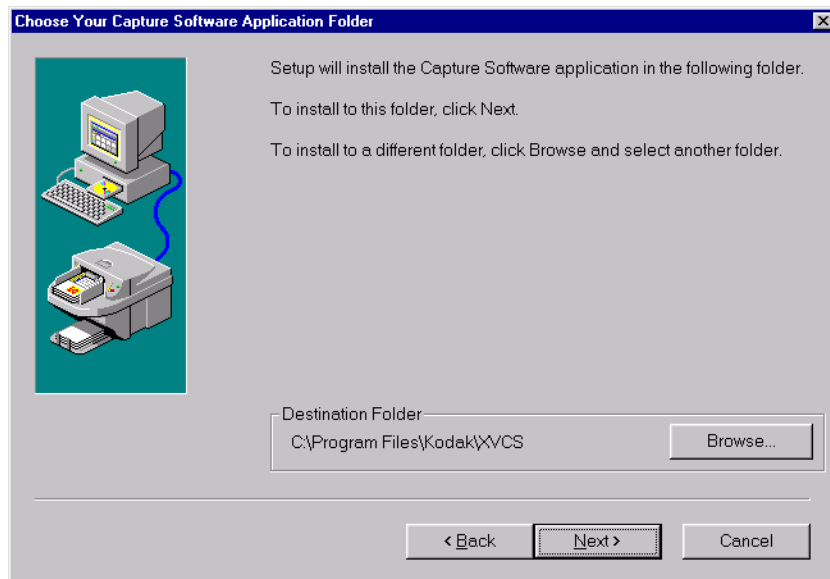 Choose Your Capture Software Application Folder
Setup will install the Capture Software application in the following folder.
To install to this folder, click Next.
To install to a different folder, click Browse and select another folder.
Destination Folder
C:\Program Files\Kodak\XVCS
Browse...
< Back
Next >
Cancel